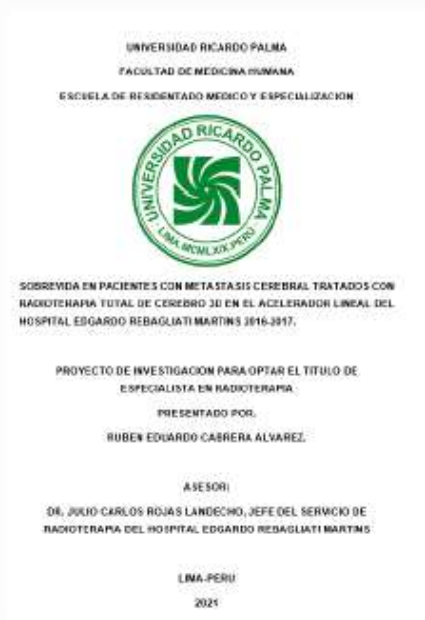 UNIVERSIDAD RICARDO PALMA
FACULTAD DE MEDICINA HUMANA
ESCUELA DE RESIDENTADO MEDICO Y ESPECIALIZACION
UNIVERSIDAD RICARDO PALMA
LIMA, MCMLXIX, PERU
SOBREVIDA EN PACIENTES CON METASTASIS CEREBRAL TRATADOS CON
RADIOTERAPIA TOTAL DE CEREBRO 3D EN EL ACELERADOR LINEAL DEL
HOSPITAL EDGARDO REBAGLIATI MARTINS 2016-2017.
PROYECTO DE INVESTIGACION PARA OPTAR EL TITULO DE
ESPECIALISTA EN RADIOTERAPIA
PRESENTADO POR.
RUBEN EDUARDO CABRERA ALVAREZ.
ASESOR:
DR. JULIO CARLOS ROJAS LANDECHO, JEFE DEL SERVICIO DE
RADIOTERAPIA DEL HOSPITAL EDGARDO REBAGLIATI MARTINS
LIMA-PERU
2021